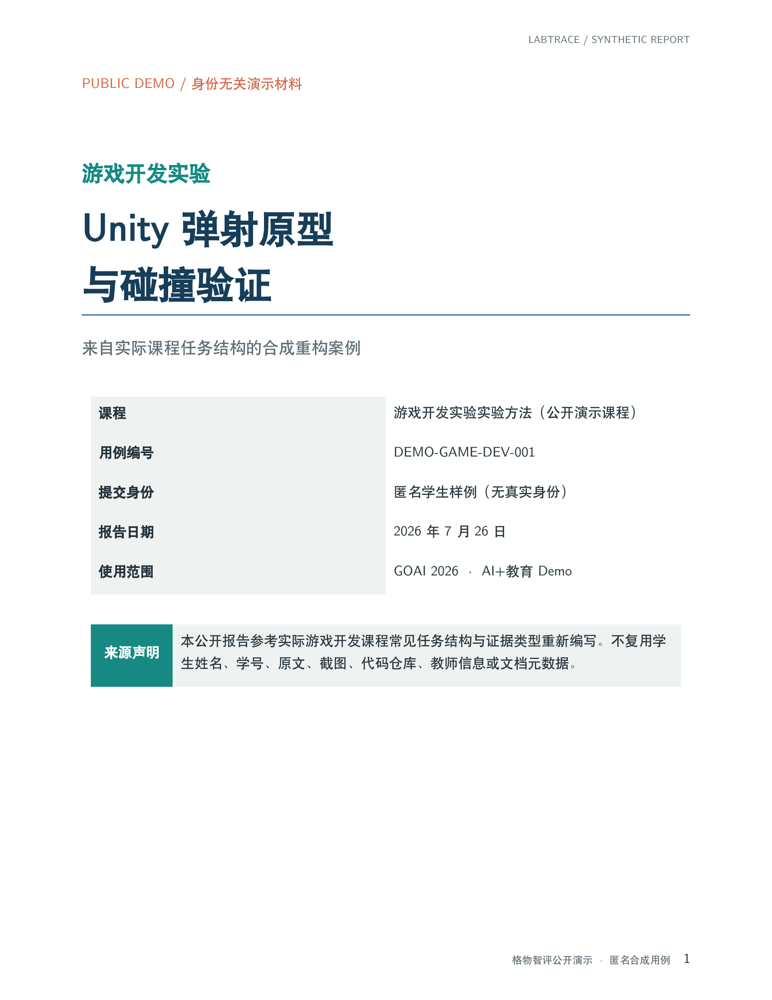 LABTRACE / SYNTHETIC REPORT
PUBLIC DEMO / 身份无关演示材料
游戏开发实验
Unity 弹射原型
与碰撞验证
来自实际课程任务结构的合成重构案例
课程 游戏开发实验实验方法（公开演示课程）
用例编号 DEMO-GAME-DEV-001
提交身份 匿名学生样例（无真实身份）
报告日期 2026 年 7 月 26 日
使用范围 GOAI 2026 · AI+教育 Demo
来源声明
本公开报告参考实际游戏开发课程常见任务结构与证据类型重新编写。不复用学
生姓名、学号、原文、截图、代码仓库、教师信息或文档元数据。
格物智评公开演示 · 匿名合成用例 1